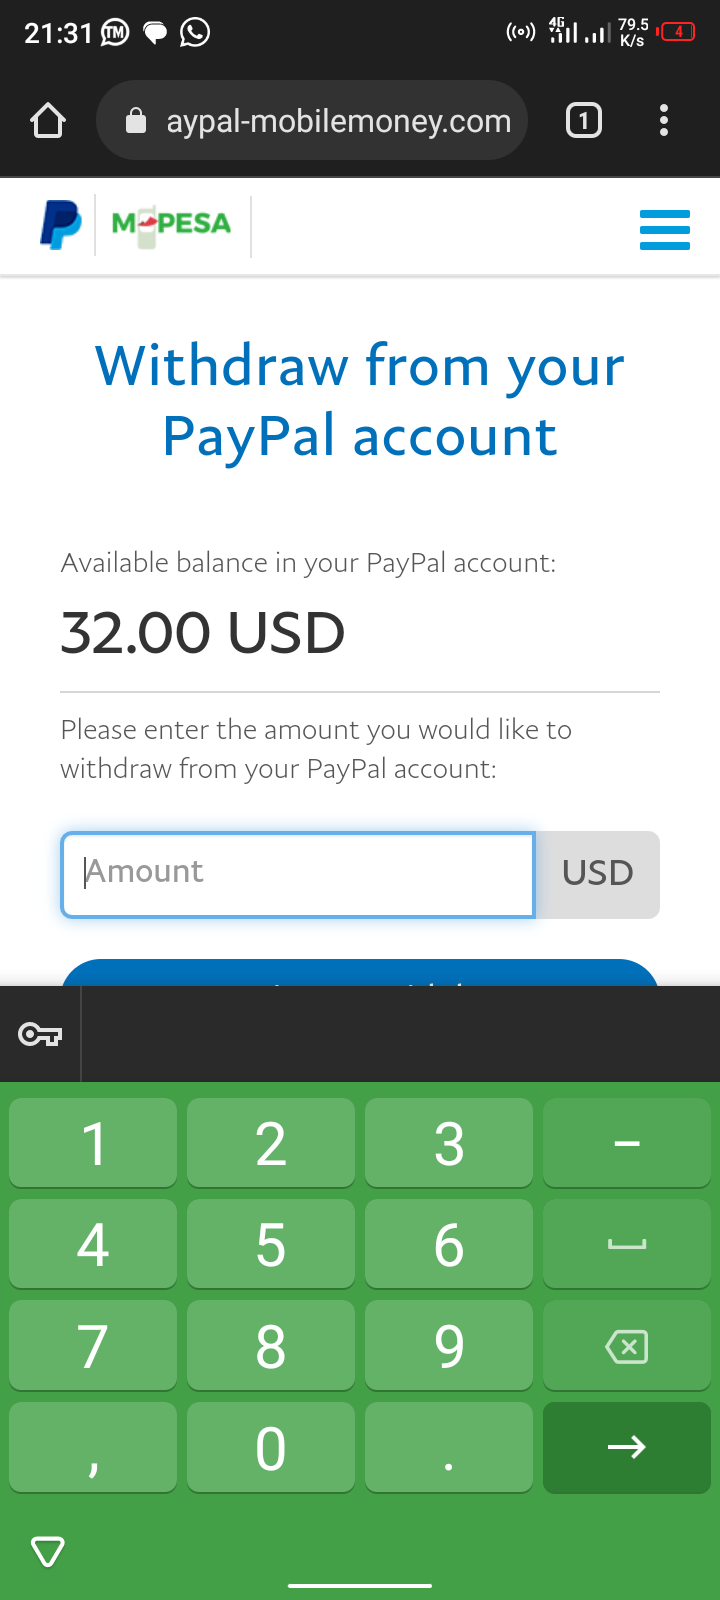 21:31
4G
79.5
K/s
4
aypal-mobilemoney.com
1
M-PESA
Withdraw from your
PayPal account
Available balance in your PayPal account:
32.00 USD
Please enter the amount you would like to
withdraw from your PayPal account:
Amount
USD
1 2 3 –
4 5 6
7 8 9
, 0 .